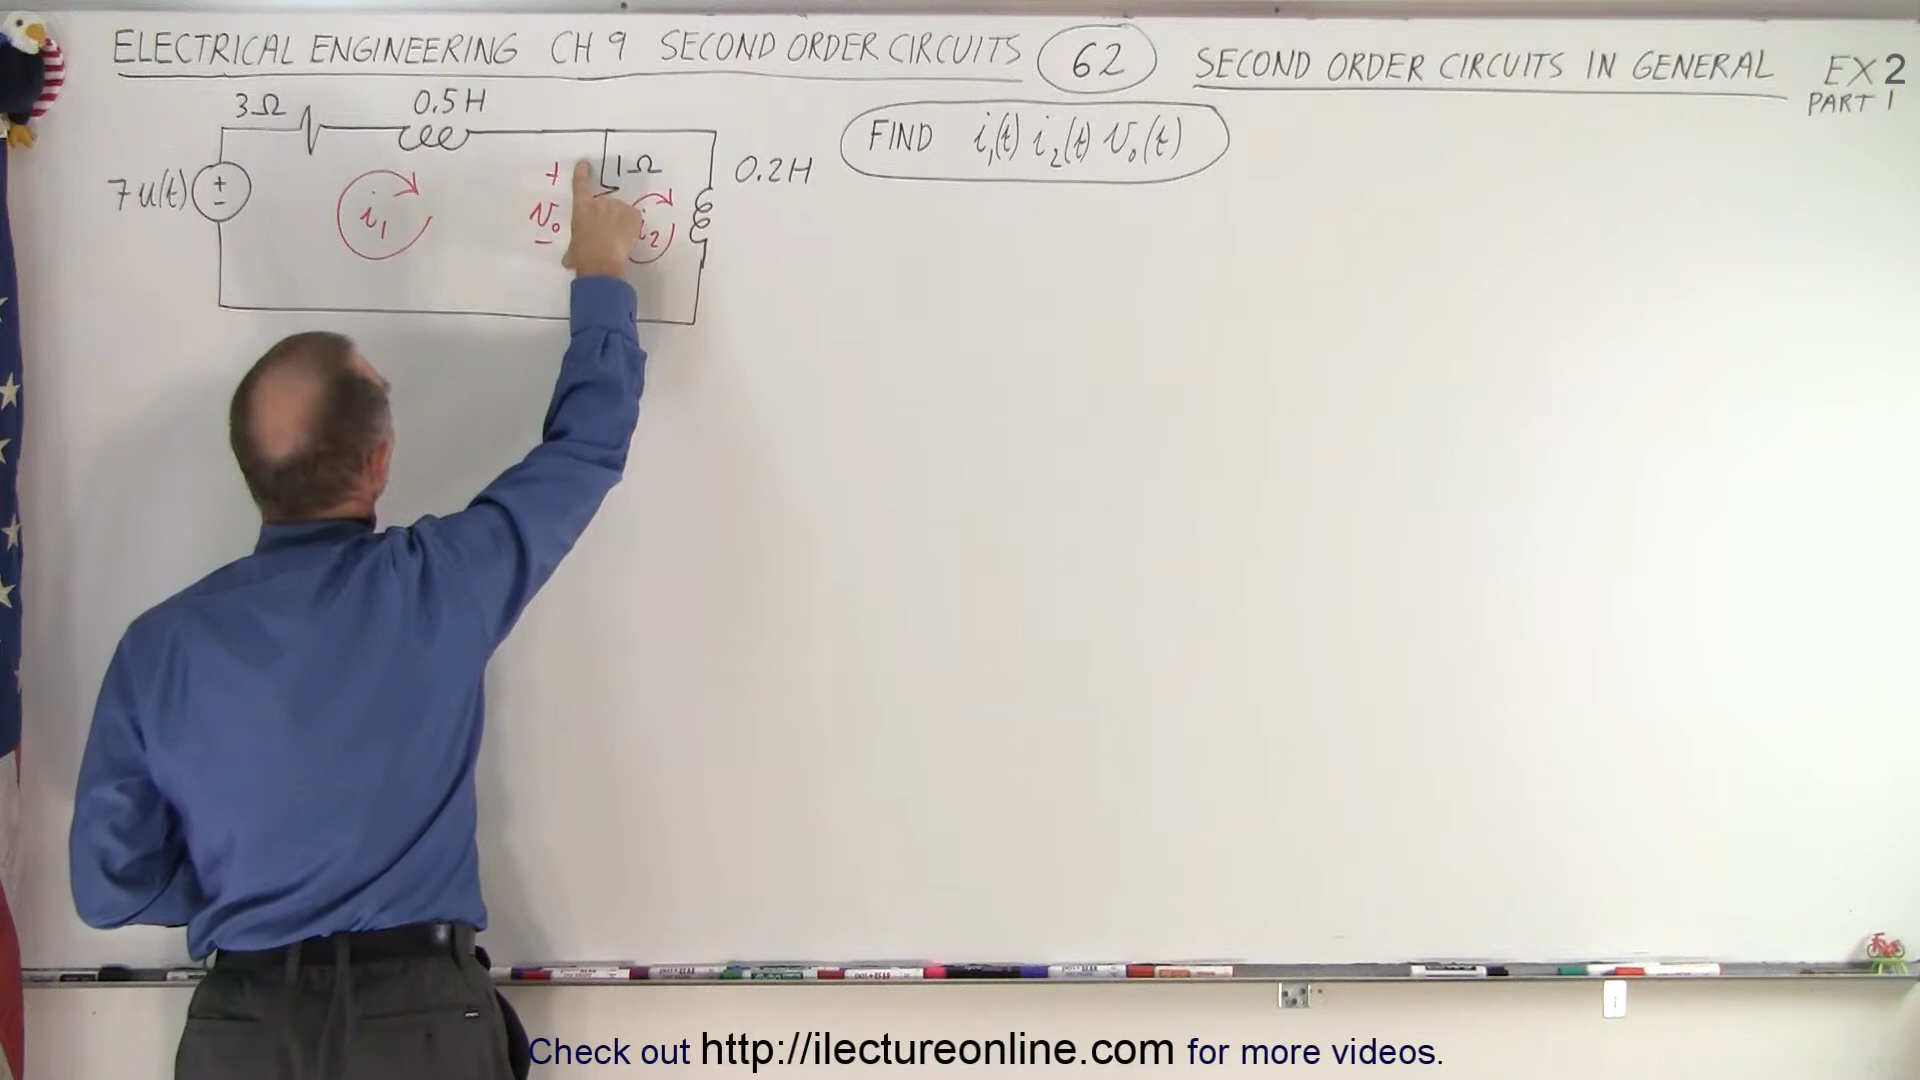 ELECTRICAL ENGINEERING CH 9 SECOND ORDER CIRCUITS 62 SECOND ORDER CIRCUITS IN GENERAL EX 2
PART 1
3Ω 0.5 H
FIND i₁(t) i₂(t) v₀(t)
+ 1Ω 0.2H
7u(t) + −
i₁ v₀ i₂
−
Check out http://ilectureonline.com for more videos.